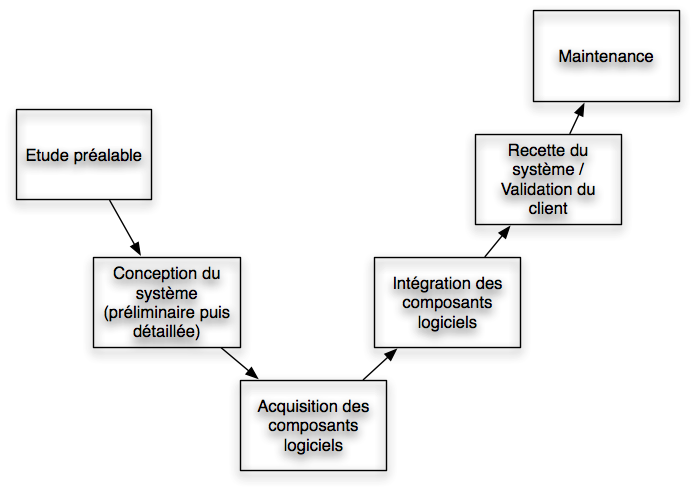 Etude préalable
Conception du
système
(préliminaire puis
détaillée)
Acquisition des
composants
logiciels
Intégration des
composants
logiciels
Recette du
système /
Validation du
client
Maintenance